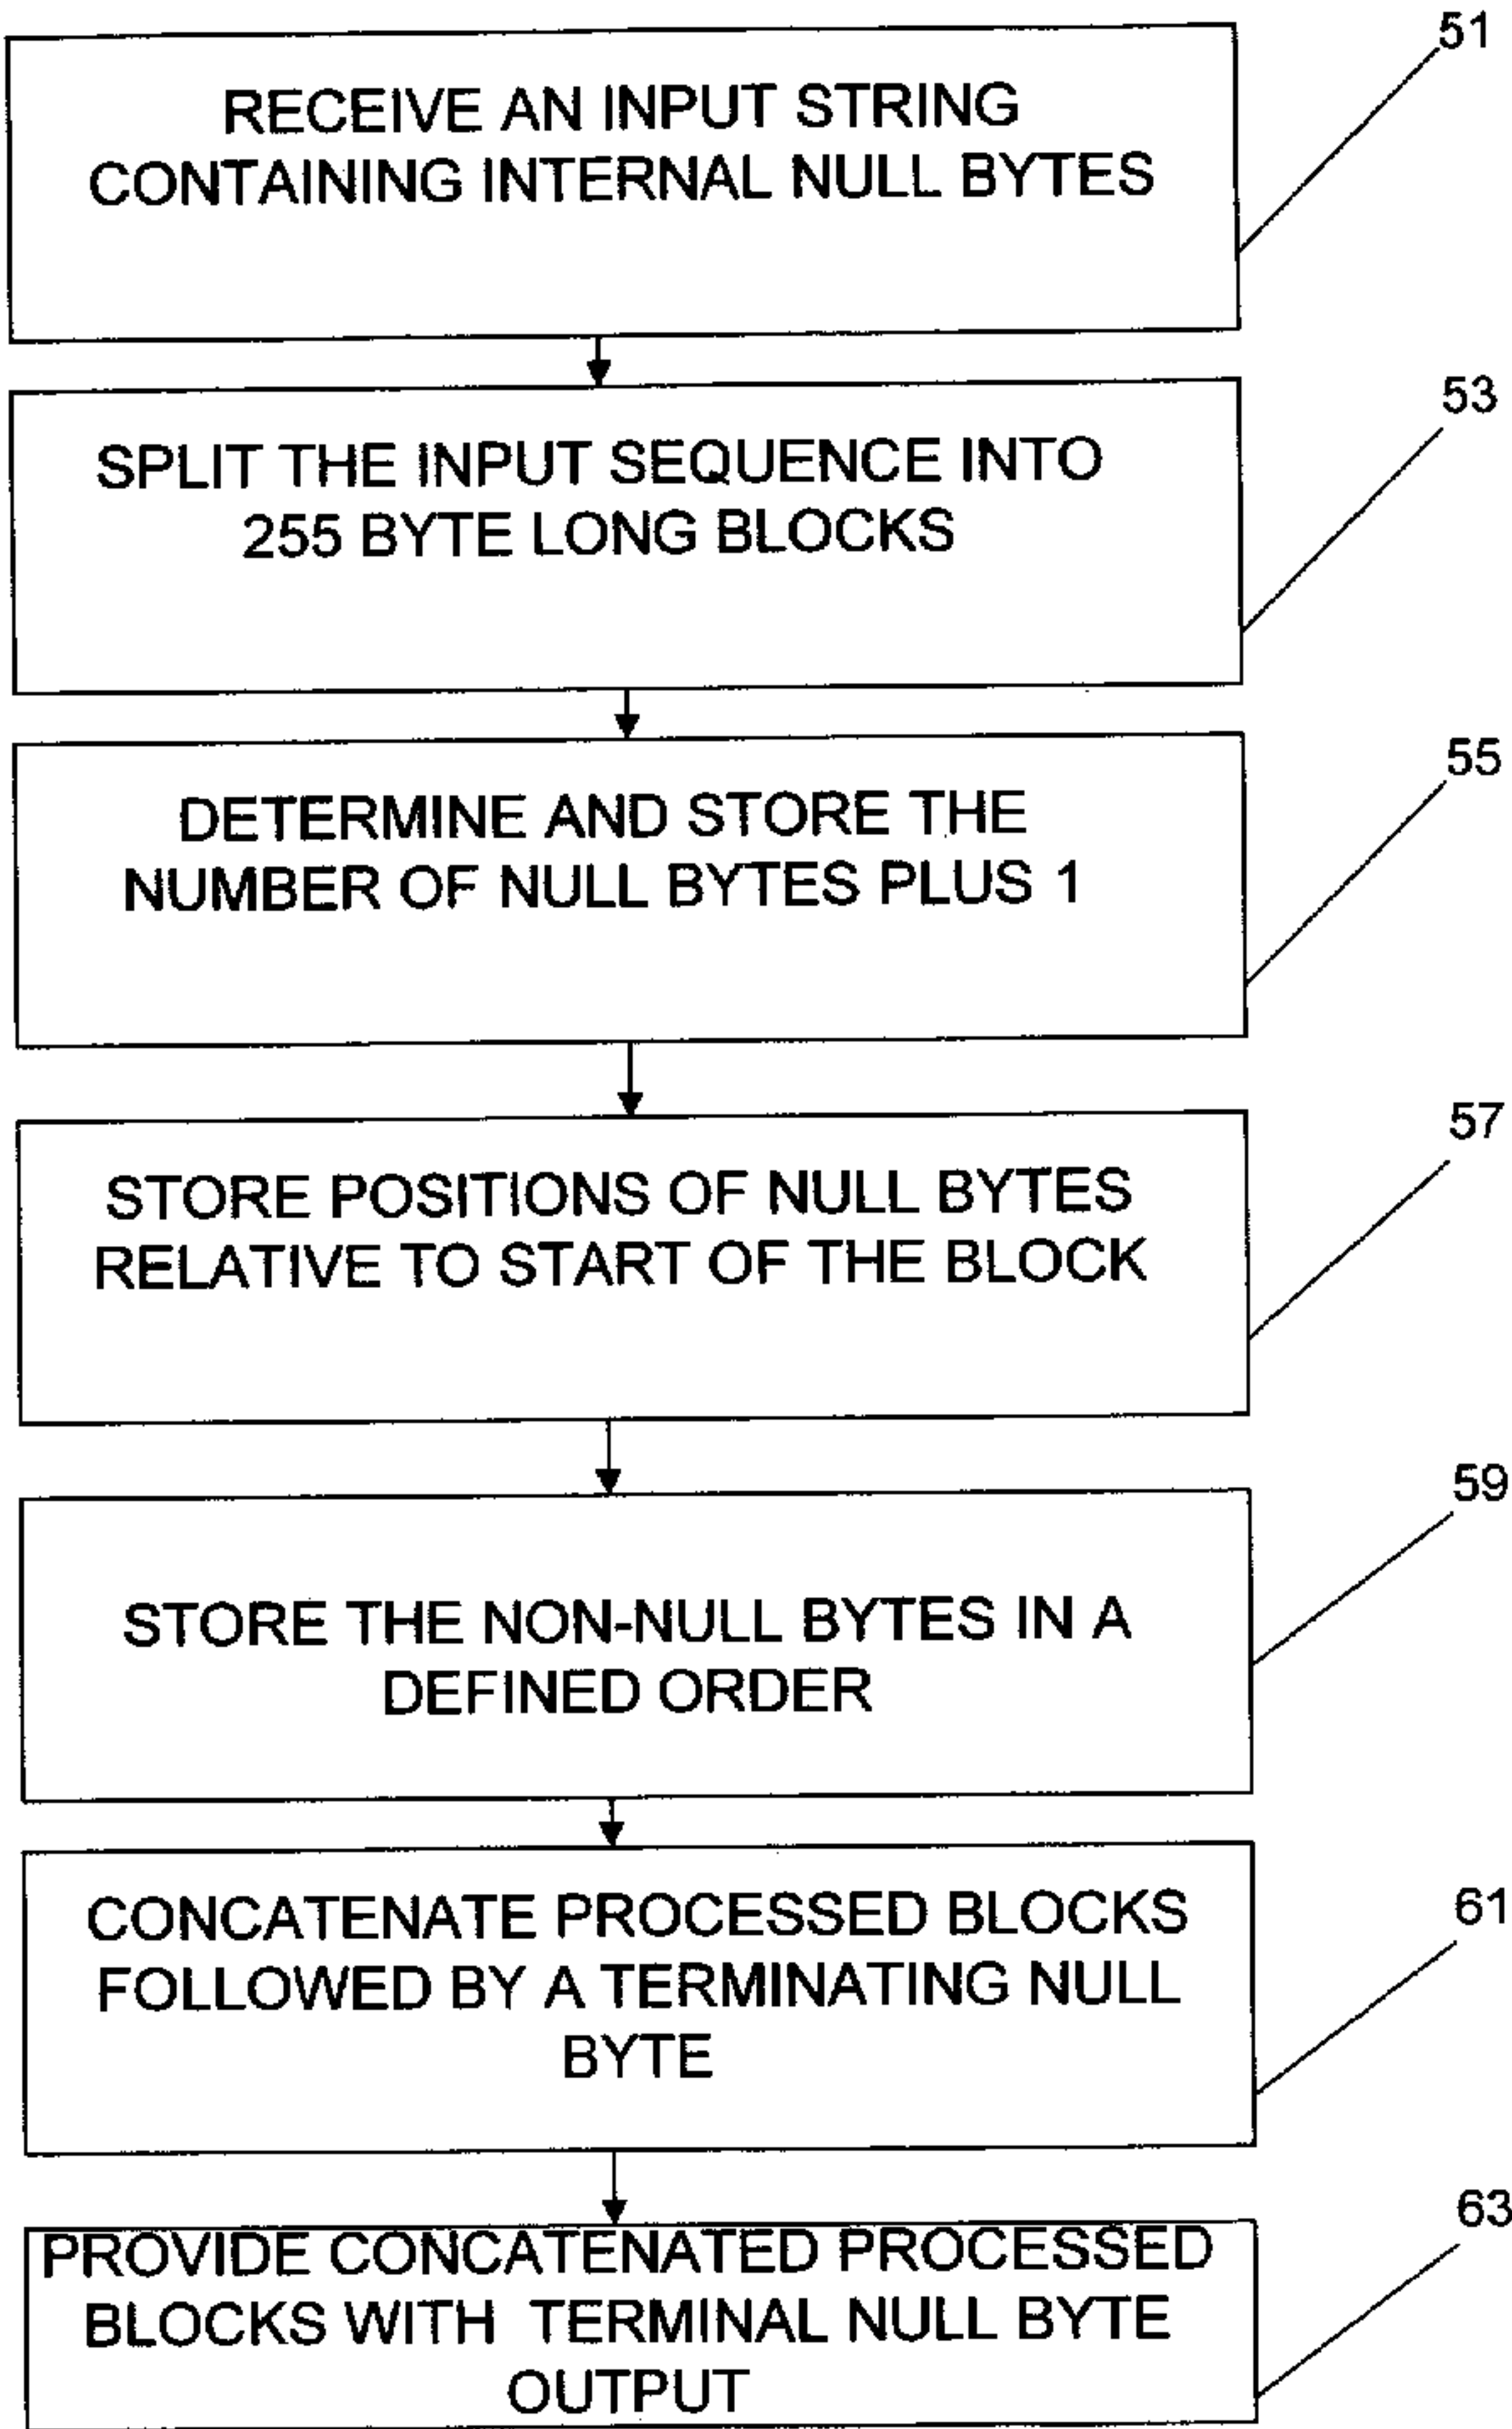 51
RECEIVE AN INPUT STRING
CONTAINING INTERNAL NULL BYTES
53
SPLIT THE INPUT SEQUENCE INTO
255 BYTE LONG BLOCKS
55
DETERMINE AND STORE THE
NUMBER OF NULL BYTES PLUS 1
57
STORE POSITIONS OF NULL BYTES
RELATIVE TO START OF THE BLOCK
59
STORE THE NON-NULL BYTES IN A
DEFINED ORDER
61
CONCATENATE PROCESSED BLOCKS
FOLLOWED BY A TERMINATING NULL
BYTE
63
PROVIDE CONCATENATED PROCESSED
BLOCKS WITH TERMINAL NULL BYTE
OUTPUT